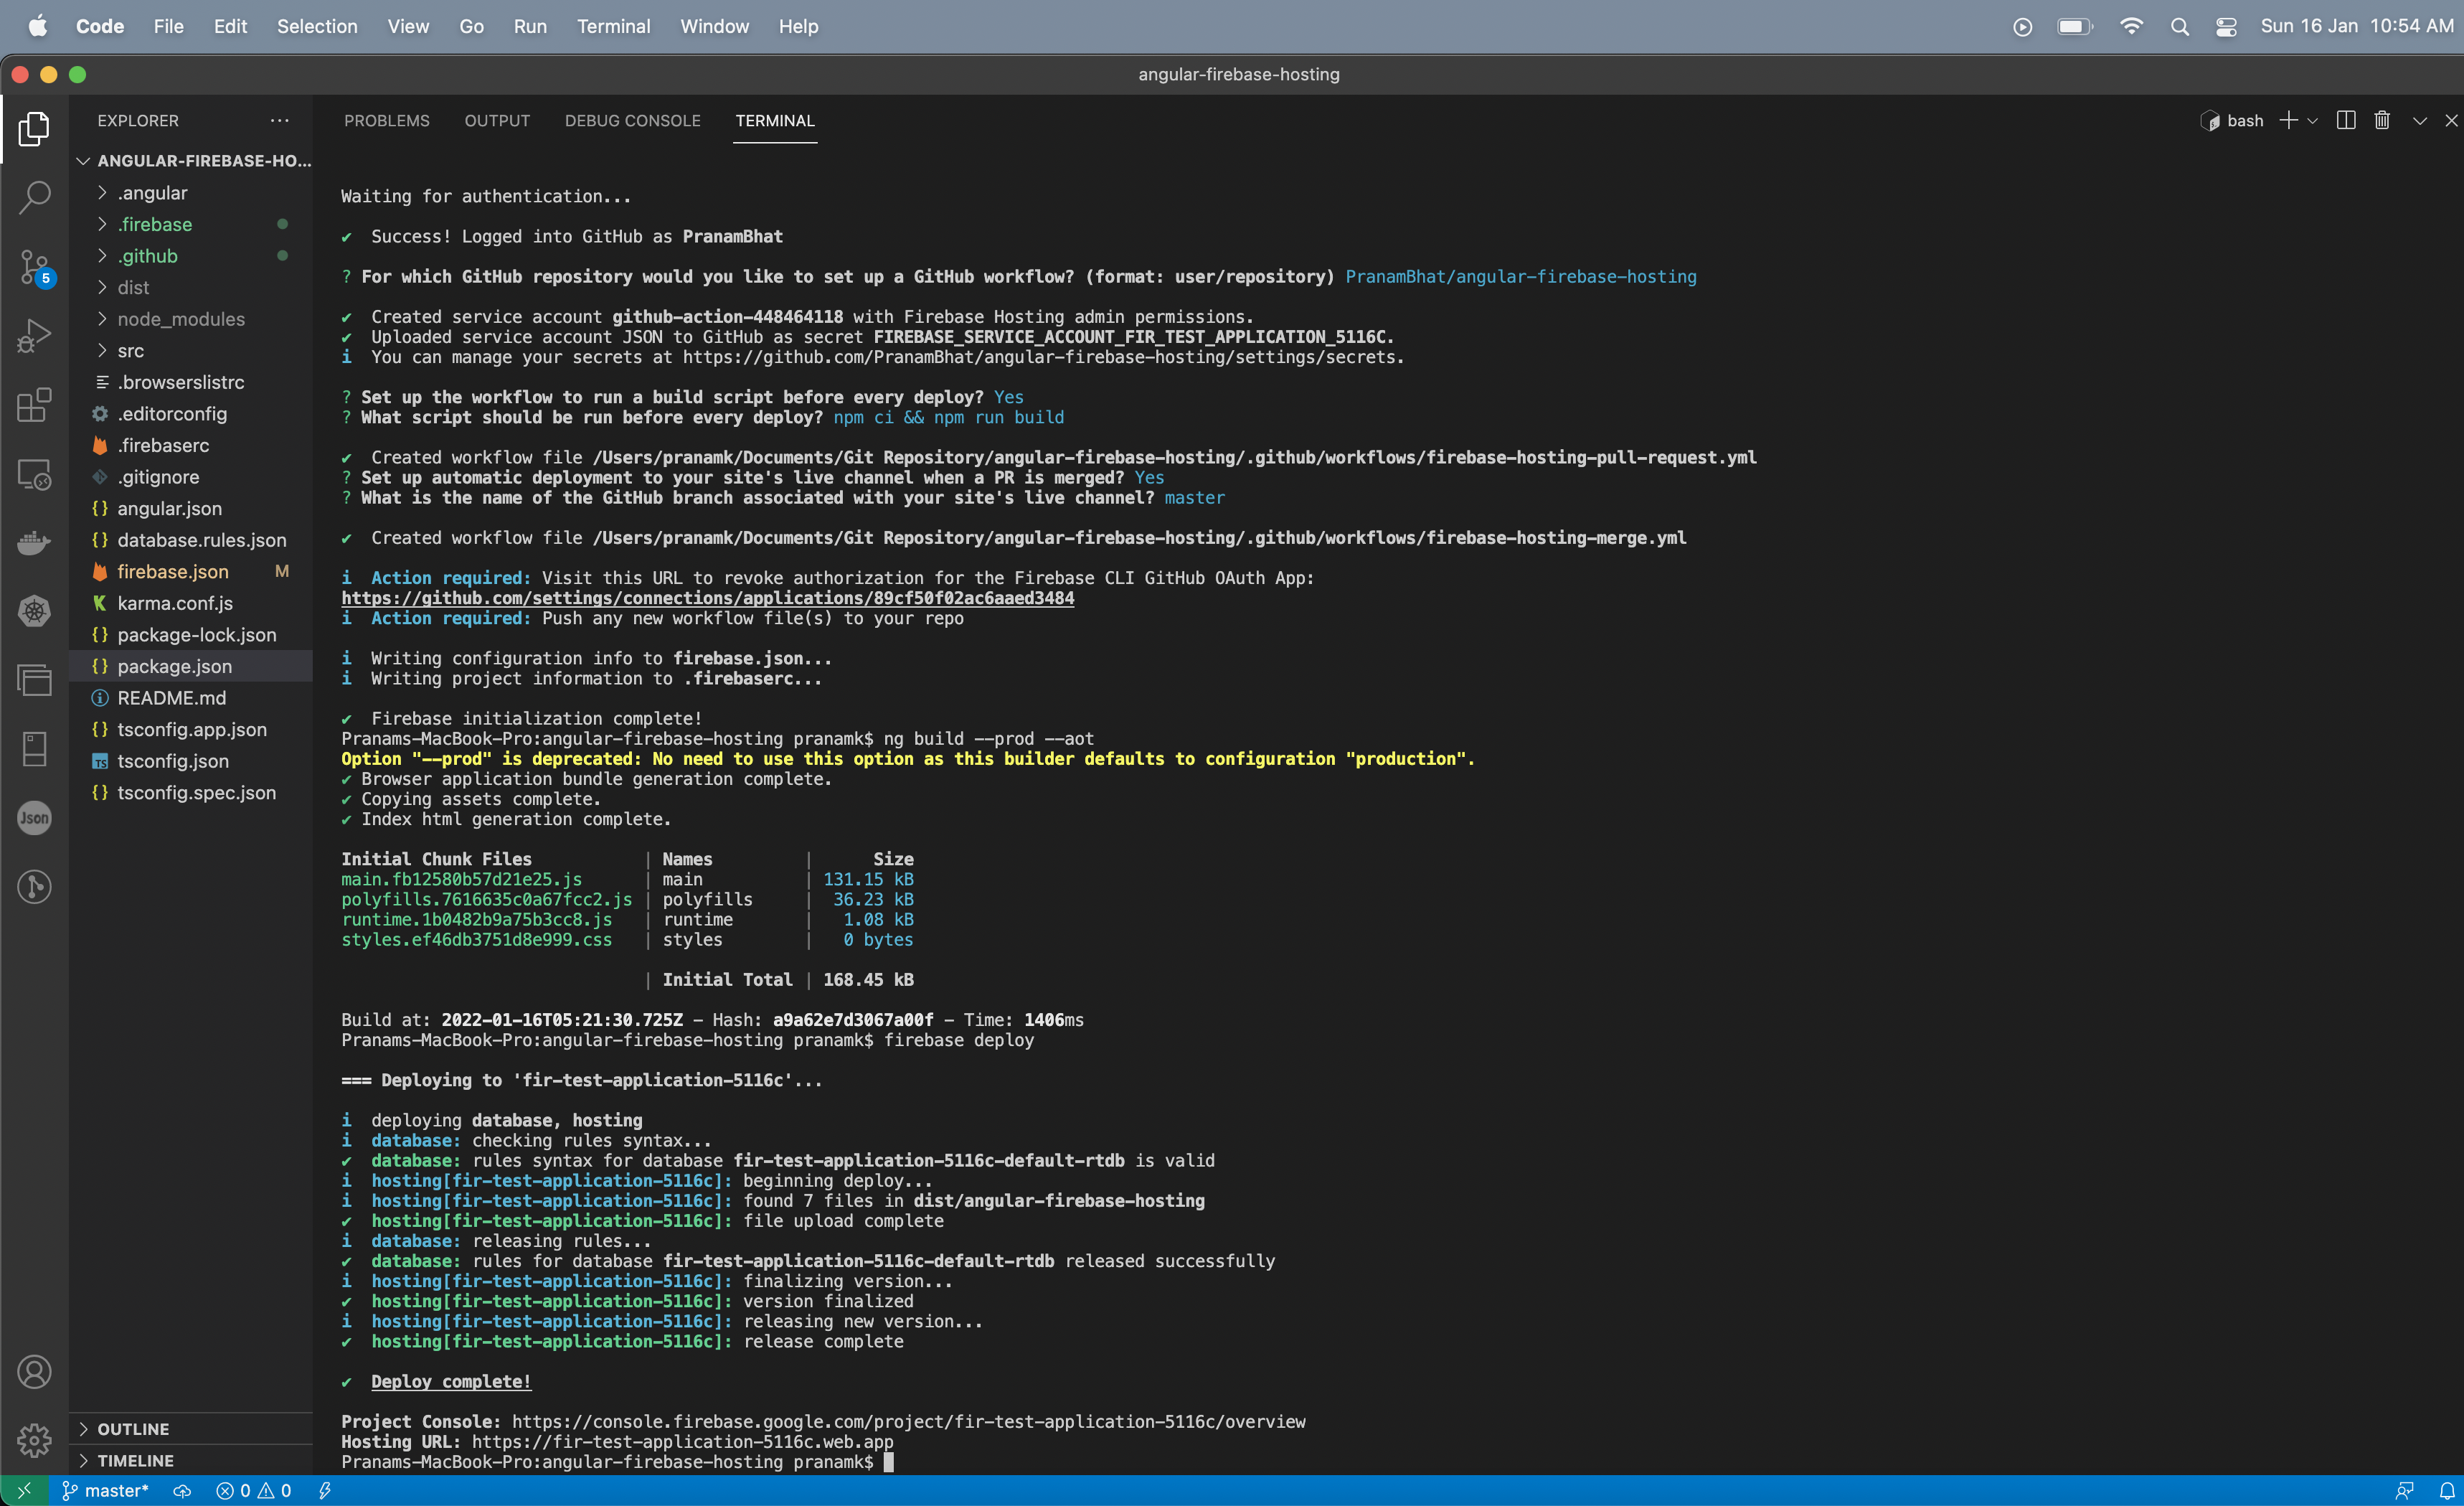 Code File Edit Selection View Go Run Terminal Window Help Sun 16 Jan 10:54 AM
angular-firebase-hosting
EXPLORER ...
ANGULAR-FIREBASE-HO...
.angular
.firebase
.github
dist
node_modules
src
.browserslistrc
.editorconfig
.firebaserc
.gitignore
{} angular.json
{} database.rules.json
firebase.json M
karma.conf.js
{} package-lock.json
{} package.json
README.md
{} tsconfig.app.json
TS tsconfig.json
{} tsconfig.spec.json
OUTLINE
TIMELINE
5
Json
PROBLEMS OUTPUT DEBUG CONSOLE TERMINAL bash
Waiting for authentication...
✔ Success! Logged into GitHub as PranamBhat
? For which GitHub repository would you like to set up a GitHub workflow? (format: user/repository) PranamBhat/angular-firebase-hosting
✔ Created service account github-action-448464118 with Firebase Hosting admin permissions.
✔ Uploaded service account JSON to GitHub as secret FIREBASE_SERVICE_ACCOUNT_FIR_TEST_APPLICATION_5116C.
i You can manage your secrets at https://github.com/PranamBhat/angular-firebase-hosting/settings/secrets.
? Set up the workflow to run a build script before every deploy? Yes
? What script should be run before every deploy? npm ci && npm run build
✔ Created workflow file /Users/pranamk/Documents/Git Repository/angular-firebase-hosting/.github/workflows/firebase-hosting-pull-request.yml
? Set up automatic deployment to your site's live channel when a PR is merged? Yes
? What is the name of the GitHub branch associated with your site's live channel? master
✔ Created workflow file /Users/pranamk/Documents/Git Repository/angular-firebase-hosting/.github/workflows/firebase-hosting-merge.yml
i Action required: Visit this URL to revoke authorization for the Firebase CLI GitHub OAuth App:
https://github.com/settings/connections/applications/89cf50f02ac6aaed3484
i Action required: Push any new workflow file(s) to your repo
i Writing configuration info to firebase.json...
i Writing project information to .firebaserc...
✔ Firebase initialization complete!
Pranams-MacBook-Pro:angular-firebase-hosting pranamk$ ng build --prod --aot
Option "--prod" is deprecated: No need to use this option as this builder defaults to configuration "production".
✔ Browser application bundle generation complete.
✔ Copying assets complete.
✔ Index html generation complete.
Initial Chunk Files | Names | Size
main.fb12580b57d21e25.js | main | 131.15 kB
polyfills.7616635c0a67fcc2.js | polyfills | 36.23 kB
runtime.1b0482b9a75b3cc8.js | runtime | 1.08 kB
styles.ef46db3751d8e999.css | styles | 0 bytes
| Initial Total | 168.45 kB
Build at: 2022-01-16T05:21:30.725Z - Hash: a9a62e7d3067a00f - Time: 1406ms
Pranams-MacBook-Pro:angular-firebase-hosting pranamk$ firebase deploy
=== Deploying to 'fir-test-application-5116c'...
i deploying database, hosting
i database: checking rules syntax...
✔ database: rules syntax for database fir-test-application-5116c-default-rtdb is valid
i hosting[fir-test-application-5116c]: beginning deploy...
i hosting[fir-test-application-5116c]: found 7 files in dist/angular-firebase-hosting
✔ hosting[fir-test-application-5116c]: file upload complete
i database: releasing rules...
✔ database: rules for database fir-test-application-5116c-default-rtdb released successfully
i hosting[fir-test-application-5116c]: finalizing version...
✔ hosting[fir-test-application-5116c]: version finalized
i hosting[fir-test-application-5116c]: releasing new version...
✔ hosting[fir-test-application-5116c]: release complete
✔ Deploy complete!
Project Console: https://console.firebase.google.com/project/fir-test-application-5116c/overview
Hosting URL: https://fir-test-application-5116c.web.app
Pranams-MacBook-Pro:angular-firebase-hosting pranamk$
master* 0 0